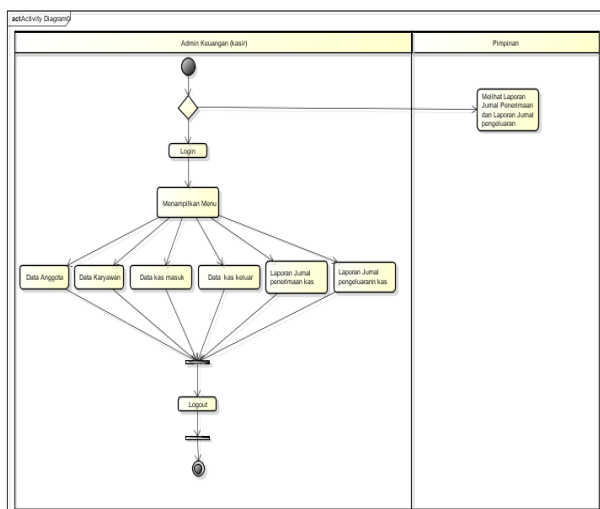 act Activity Diagram0
Admin Keuangan (kasir)
Pimpinan
Melihat Laporan
Jurnal Penerimaan
dan Laporan Jurnal
pengeluaran
Login
Menampilkan Menu
Data Anggota
Data Karyawan
Data kas masuk
Data kas keluar
Laporan Jurnal
penerimaan kas
Laporan Jurnal
pengeluarann kas
Logout